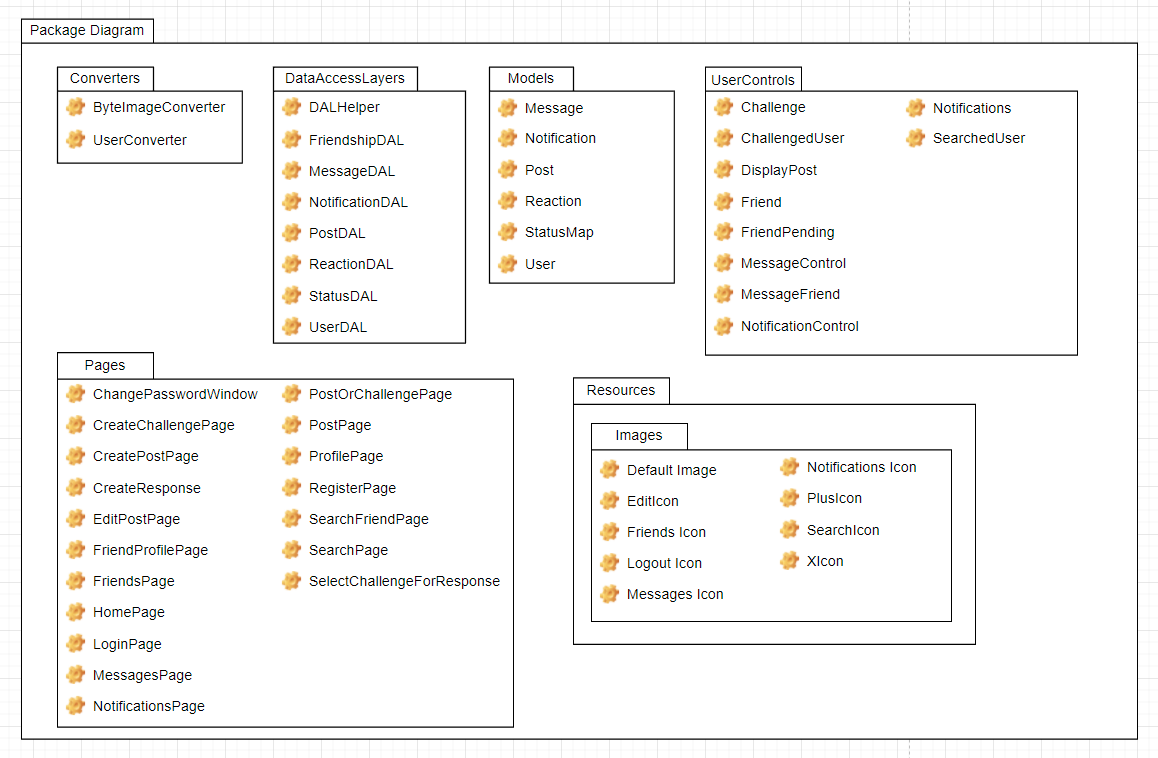 Package Diagram
Converters
ByteImageConverter
UserConverter
DataAccessLayers
DALHelper
FriendshipDAL
MessageDAL
NotificationDAL
PostDAL
ReactionDAL
StatusDAL
UserDAL
Models
Message
Notification
Post
Reaction
StatusMap
User
UserControls
Challenge
ChallengedUser
DisplayPost
Friend
FriendPending
MessageControl
MessageFriend
NotificationControl
Notifications
SearchedUser
Pages
ChangePasswordWindow
CreateChallengePage
CreatePostPage
CreateResponse
EditPostPage
FriendProfilePage
FriendsPage
HomePage
LoginPage
MessagesPage
NotificationsPage
PostOrChallengePage
PostPage
ProfilePage
RegisterPage
SearchFriendPage
SearchPage
SelectChallengeForResponse
Resources
Images
Default Image
EditIcon
Friends Icon
Logout Icon
Messages Icon
Notifications Icon
PlusIcon
SearchIcon
XIcon